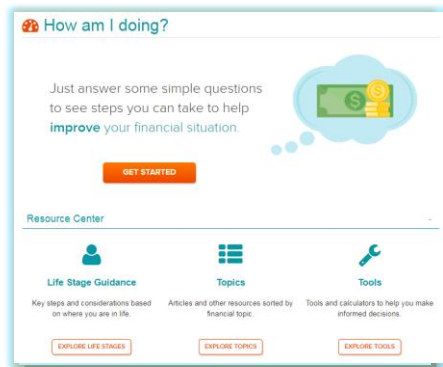 How am I doing?
Just answer some simple questions
to see steps you can take to help
improve your financial situation.
GET STARTED
Resource Center
Life Stage Guidance
Key steps and considerations based
on where you are in life.
EXPLORE LIFE STAGES
Topics
Articles and other resources sorted by
financial topic.
EXPLORE TOPICS
Tools
Tools and calculators to help you make
informed decisions.
EXPLORE TOOLS